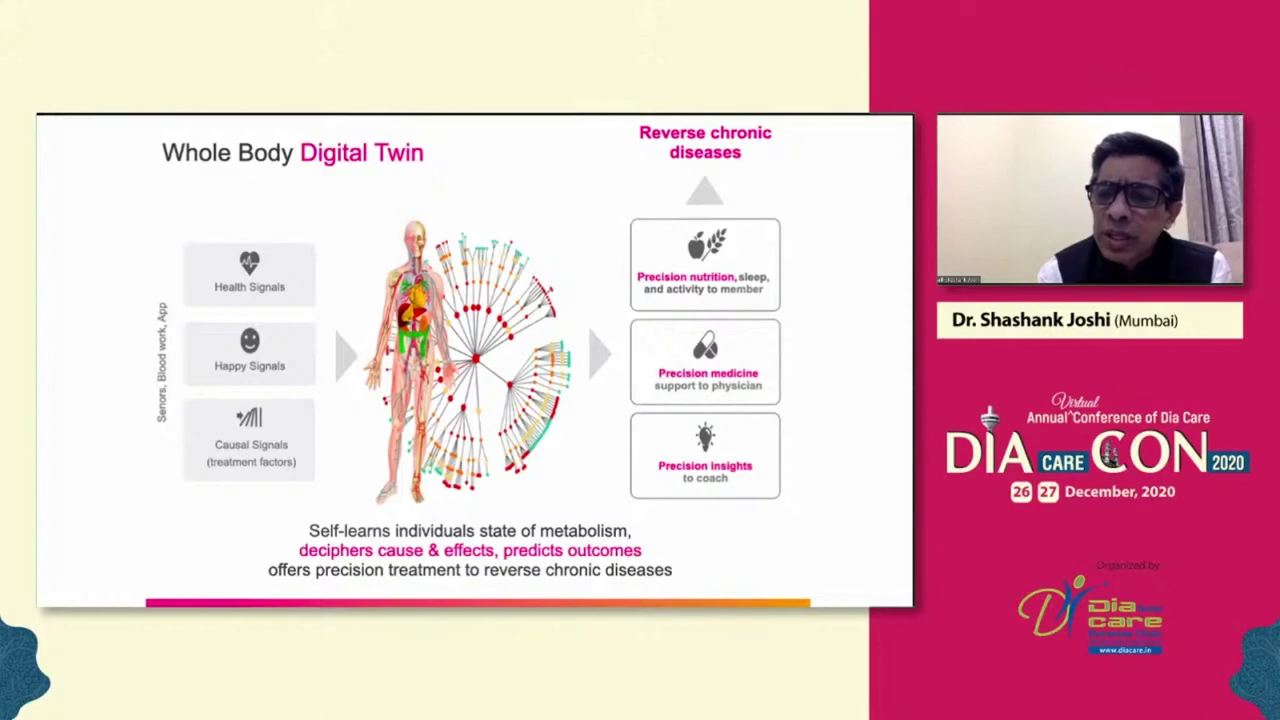 Whole Body Digital Twin
Reverse chronic
diseases
Senors, Blood work, App
Health Signals
Happy Signals
Causal Signals
(treatment factors)
Precision nutrition, sleep,
and activity to member
Precision medicine
support to physician
Precision insights
to coach
Self-learns individuals state of metabolism,
deciphers cause & effects, predicts outcomes
offers precision treatment to reverse chronic diseases
Dr. Shashank Joshi (Mumbai)
Virtual
Annual ^ Conference of Dia Care
DIA CARE CON 2020
26 27 December, 2020
Organized by
Dia
care
www.diacare.in